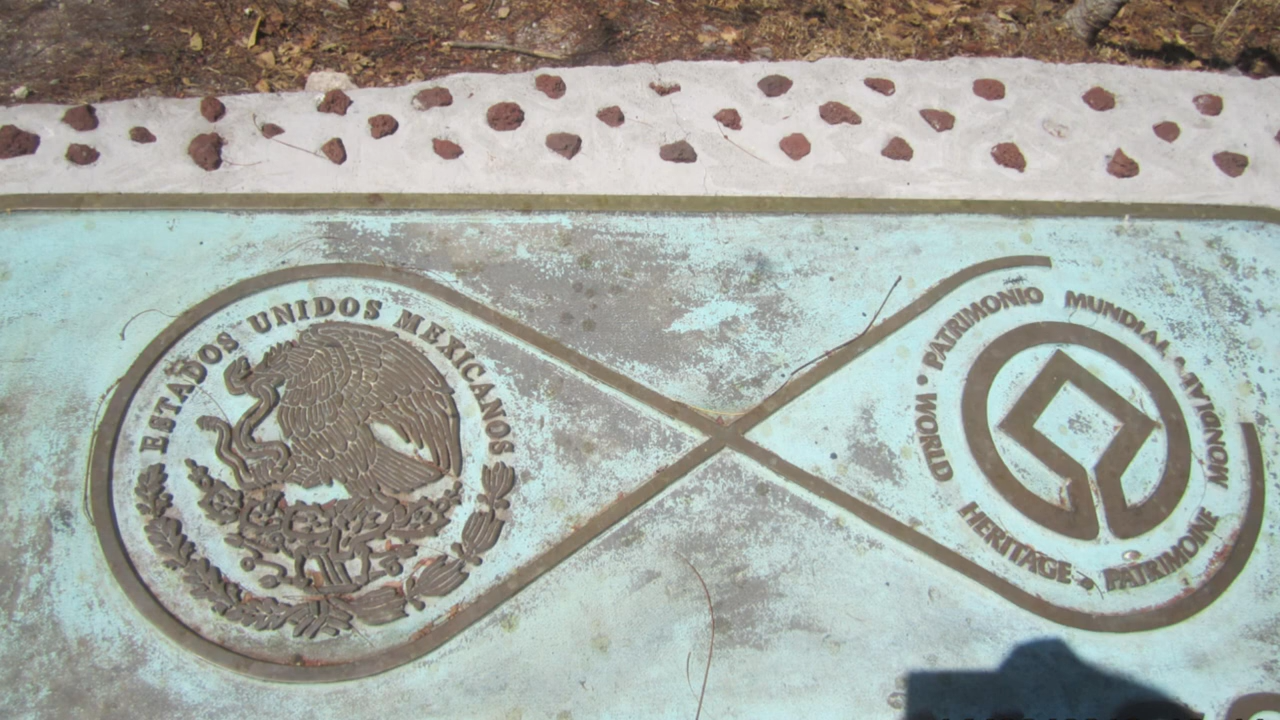 ESTADOS UNIDOS MEXICANOS
PATRIMONIO MUNDIAL •
WORLD HERITAGE •
PATRIMOINE MONDIAL •